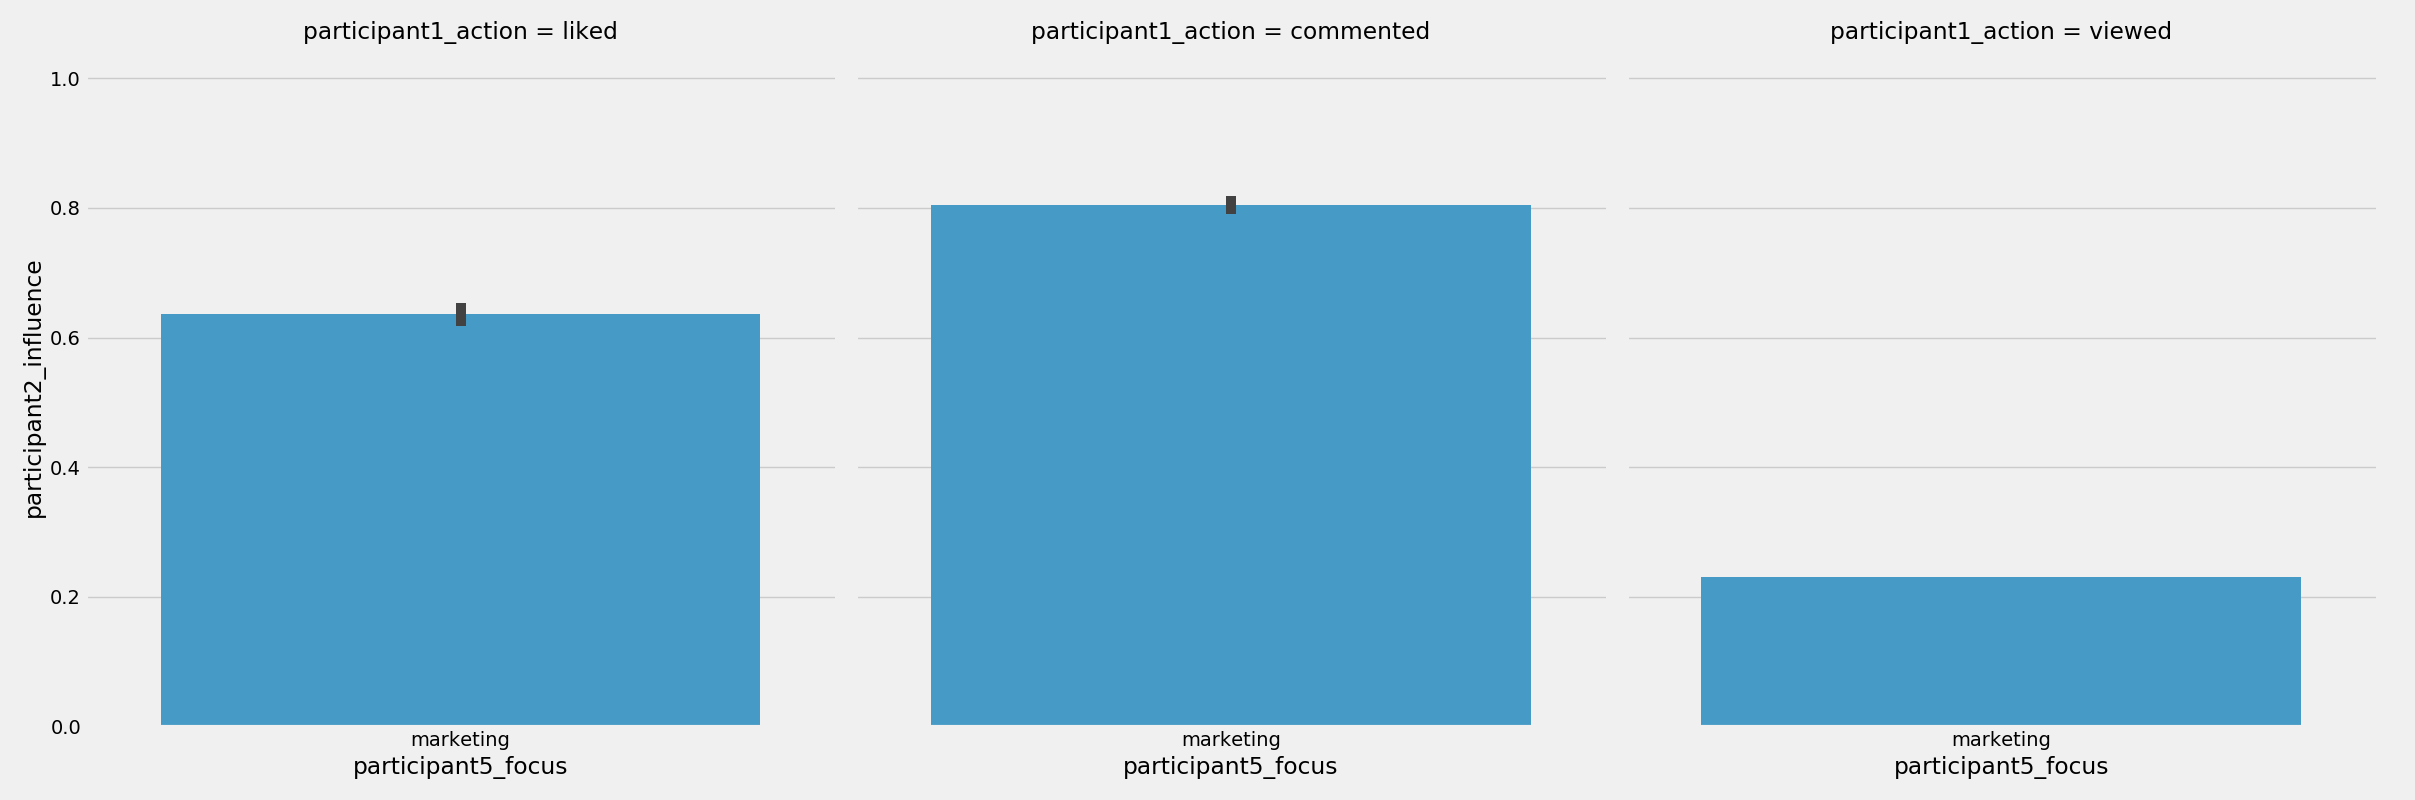 participant1_action = liked
participant1_action = commented
participant1_action = viewed
participant2_influence
1.0
0.8
0.6
0.4
0.2
0.0
marketing
marketing
marketing
participant5_focus
participant5_focus
participant5_focus